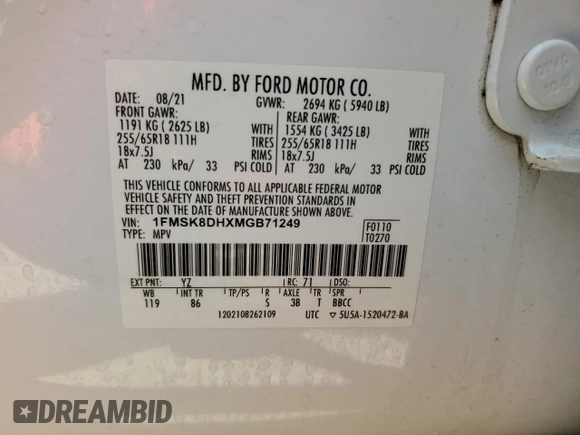 MFD. BY FORD MOTOR CO.
DATE: 08/21 GVWR: 2694 KG ( 5940 LB)
FRONT GAWR: REAR GAWR:
1191 KG ( 2625 LB) WITH 1554 KG ( 3425 LB) WITH
255/65R18 111H TIRES 255/65R18 111H TIRES
18x7.5J RIMS 18x7.5J RIMS
AT 230 kPa/ 33 PSI COLD AT 230 kPa/ 33 PSI COLD
THIS VEHICLE CONFORMS TO ALL APPLICABLE FEDERAL MOTOR
VEHICLE SAFETY AND THEFT PREVENTION STANDARDS IN
EFFECT ON THE DATE OF MANUFACTURE SHOWN ABOVE.
VIN: 1FMSK8DHXMGB71249 F0110
TYPE: MPV T0270
EXT PNT: YZ RC: 71 DSO:
WB INT TR TP/PS R AXLE TR SPR
119 B6 S 3B T BBCC
1202108262109 UTC ▽ 5U5A-1520472-BA
DREAMBID